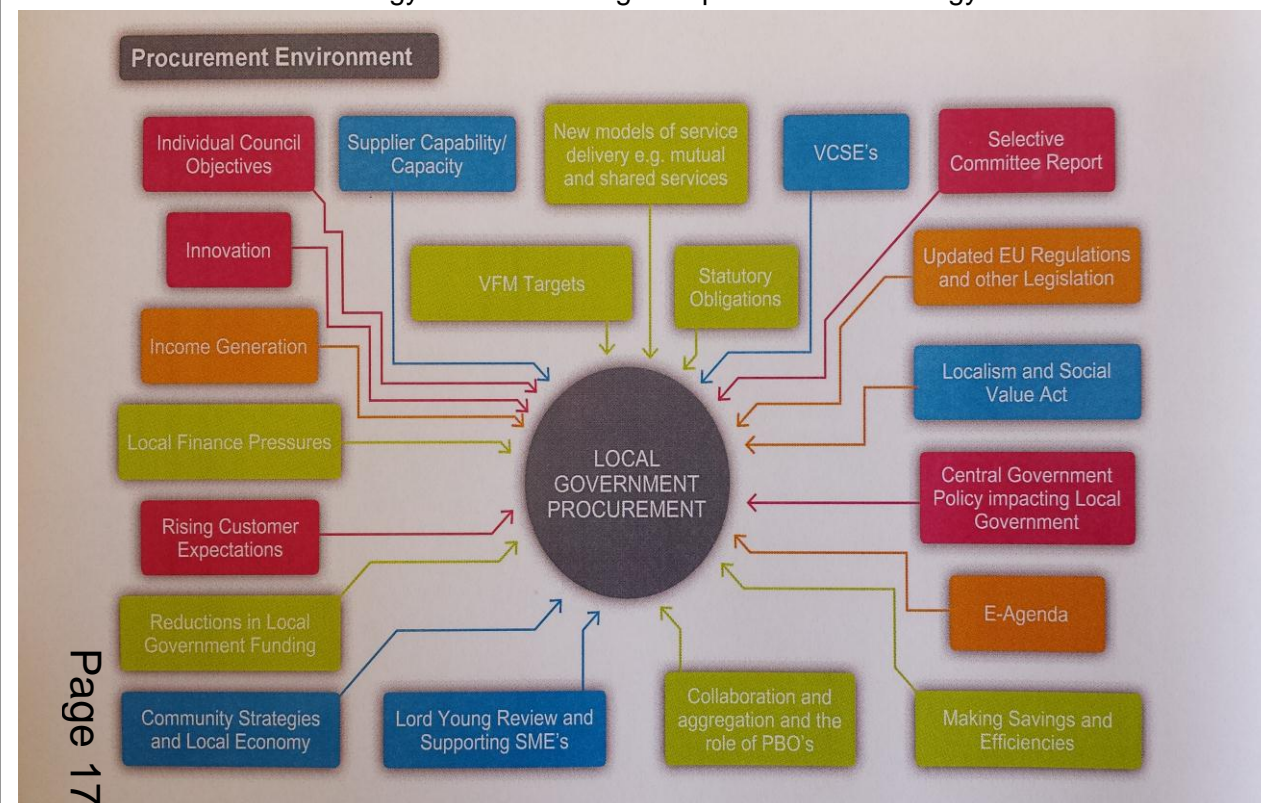 Procurement Environment
Individual Council
Objectives
Supplier Capability/
Capacity
New models of service
delivery e.g. mutual
and shared services
VCSE's
Selective
Committee Report
Innovation
VFM Targets
Statutory
Obligations
Updated EU Regulations
and other Legislation
Income Generation
Localism and Social
Value Act
Local Finance Pressures
LOCAL
GOVERNMENT
PROCUREMENT
Central Government
Policy impacting Local
Government
Rising Customer
Expectations
E-Agenda
Reductions in Local
Government Funding
Community Strategies
and Local Economy
Lord Young Review and
Supporting SME's
Collaboration and
aggregation and the
role of PBO's
Making Savings and
Efficiencies
Page 17